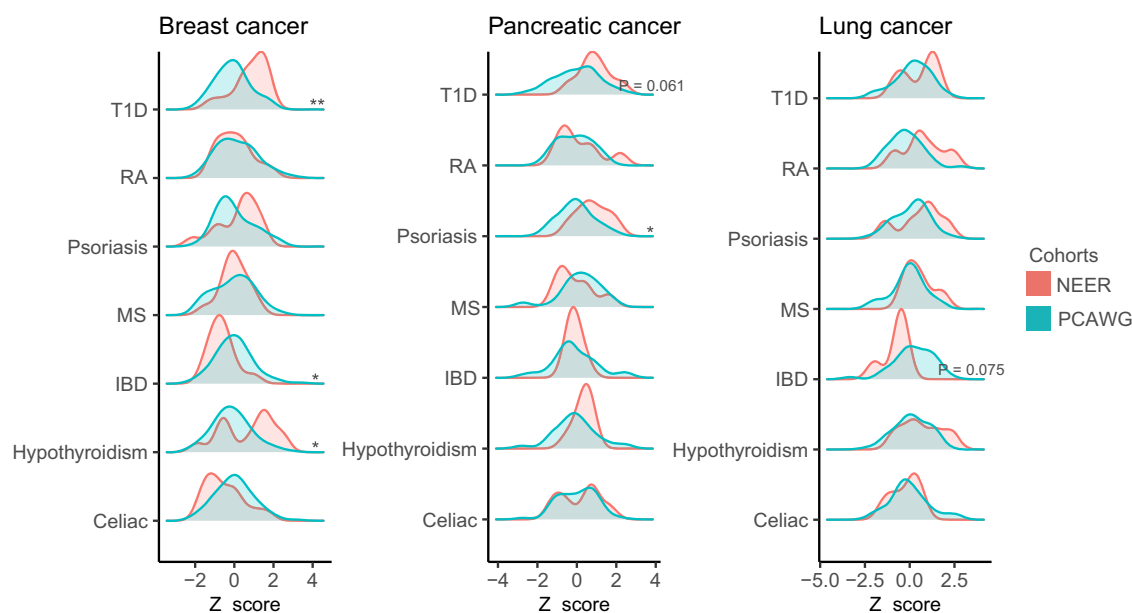 Breast cancer
T1D
**
RA
Psoriasis
MS
IBD
*
Hypothyroidism
*
Celiac
−2 0 2 4
Z score
Pancreatic cancer
T1D
P = 0.061
RA
Psoriasis
*
MS
IBD
Hypothyroidism
Celiac
−4 −2 0 2 4
Z score
Lung cancer
T1D
RA
Psoriasis
MS
IBD
P = 0.075
Hypothyroidism
Celiac
−5.0 −2.5 0.0 2.5
Z score
Cohorts
NEER
PCAWG